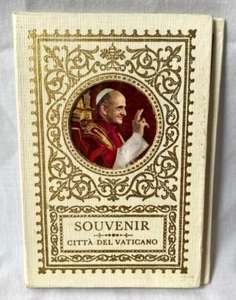 SOUVENIR
CITTÀ DEL VATICANO